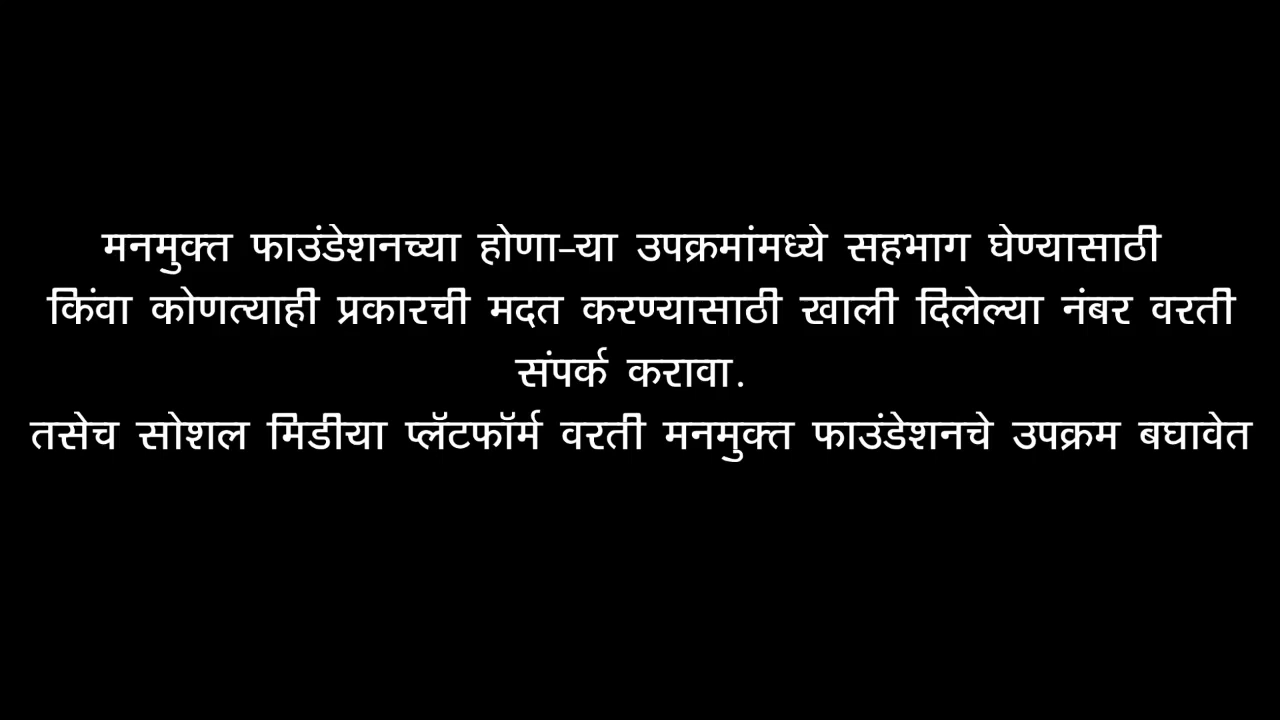 मनमुक्त फाउंडेशनच्या होणा-या उपक्रमांमध्ये सहभाग घेण्यासाठी
किंवा कोणत्याही प्रकारची मदत करण्यासाठी खाली दिलेल्या नंबर वरती
संपर्क करावा.
तसेच सोशल मिडीया प्लॅटफॉर्म वरती मनमुक्त फाउंडेशनचे उपक्रम बघावेत